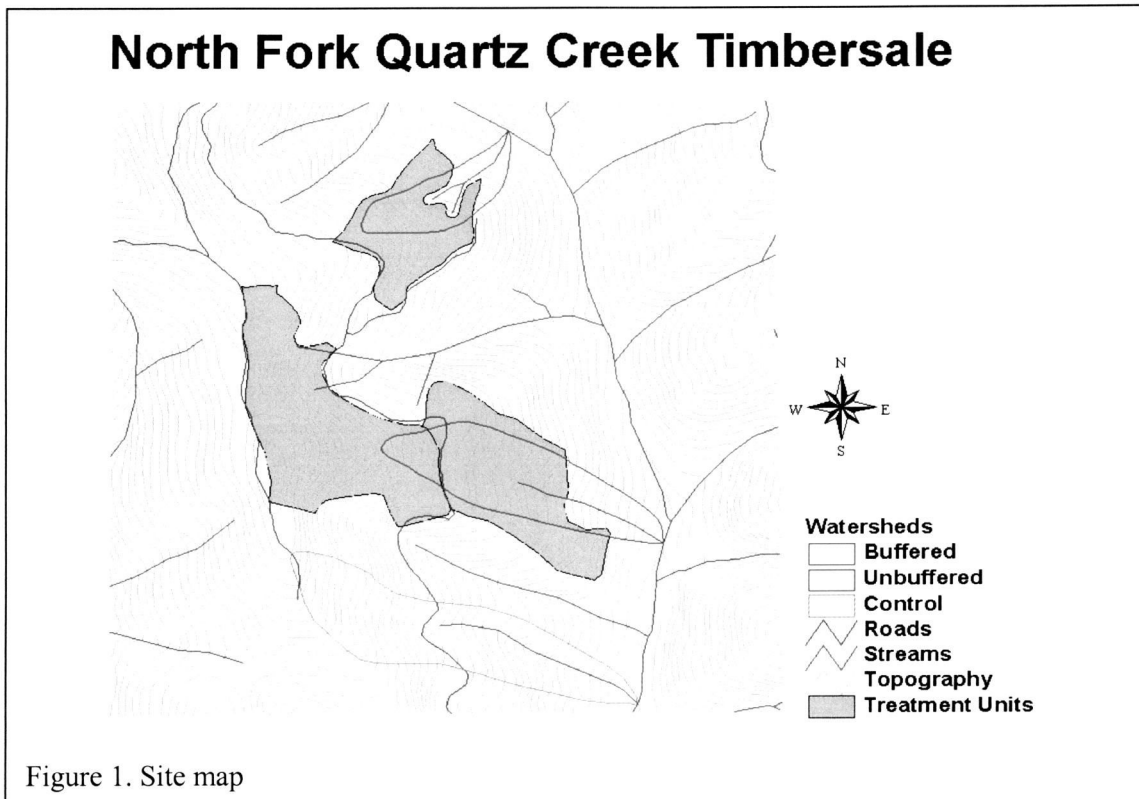 North Fork Quartz Creek Timbersale
N
W E
S
Watersheds
Buffered
Unbuffered
Control
Roads
Streams
Topography
Treatment Units
Figure 1. Site map